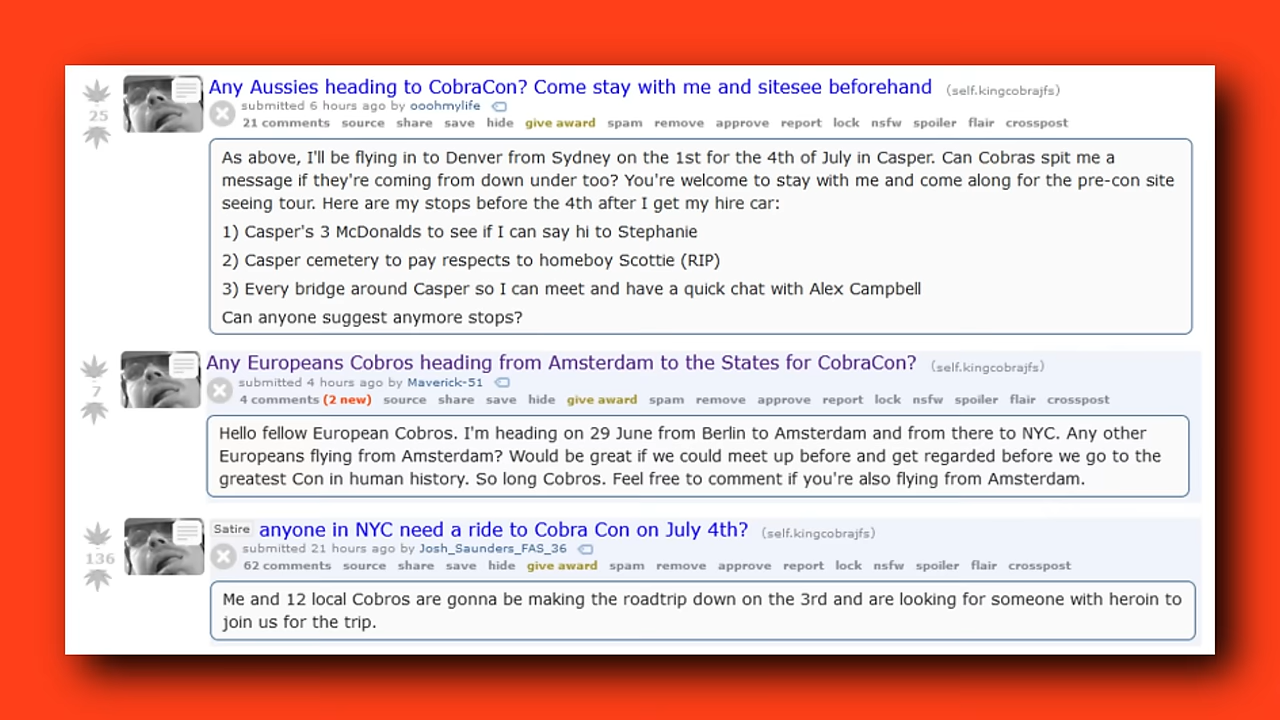 Any Aussies heading to CobraCon? Come stay with me and sitesee beforehand (self.kingcobrajfs)
submitted 6 hours ago by ooohmylife
25
21 comments source share save hide give award spam remove approve report lock nsfw spoiler flair crosspost
As above, I'll be flying in to Denver from Sydney on the 1st for the 4th of July in Casper. Can Cobras spit me a
message if they're coming from down under too? You're welcome to stay with me and come along for the pre-con site
seeing tour. Here are my stops before the 4th after I get my hire car:
1) Casper's 3 McDonalds to see if I can say hi to Stephanie
2) Casper cemetery to pay respects to homeboy Scottie (RIP)
3) Every bridge around Casper so I can meet and have a quick chat with Alex Campbell
Can anyone suggest anymore stops?
Any Europeans Cobros heading from Amsterdam to the States for CobraCon? (self.kingcobrajfs)
submitted 4 hours ago by Maverick-51
7
4 comments (2 new) source share save hide give award spam remove approve report lock nsfw spoiler flair crosspost
Hello fellow European Cobros. I'm heading on 29 June from Berlin to Amsterdam and from there to NYC. Any other
Europeans flying from Amsterdam? Would be great if we could meet up before and get regarded before we go to the
greatest Con in human history. So long Cobros. Feel free to comment if you're also flying from Amsterdam.
Satire anyone in NYC need a ride to Cobra Con on July 4th? (self.kingcobrajfs)
submitted 21 hours ago by Josh_Saunders_FAS_36
136
62 comments source share save hide give award spam remove approve report lock nsfw spoiler flair crosspost
Me and 12 local Cobros are gonna be making the roadtrip down on the 3rd and are looking for someone with heroin to
join us for the trip.